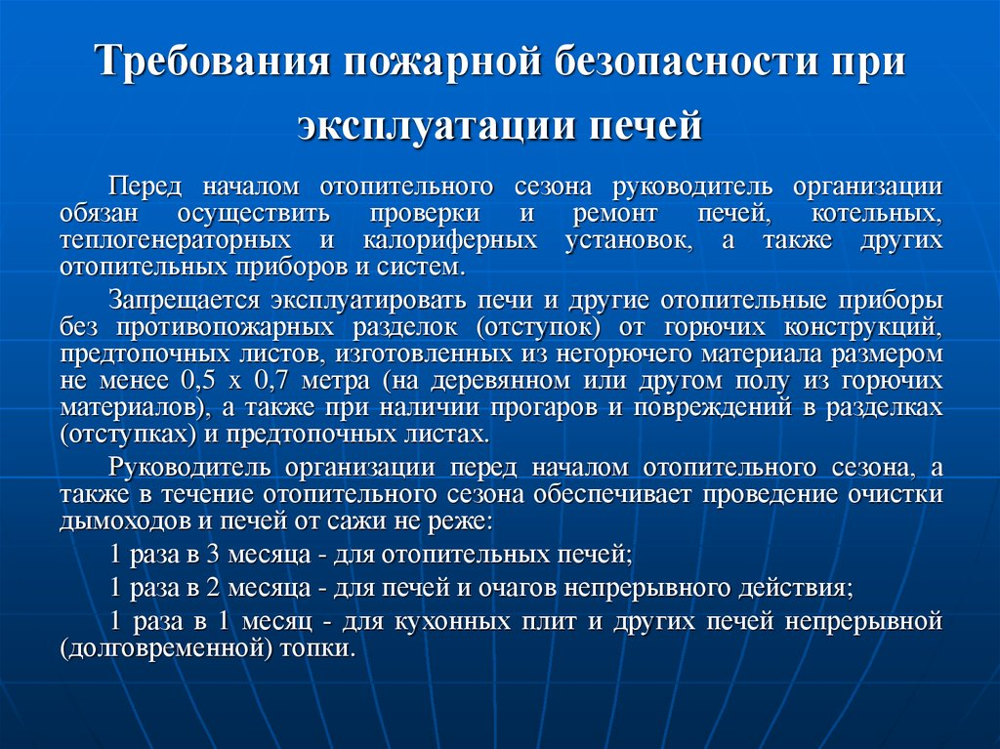 Требования пожарной безопасности при
эксплуатации печей
Перед началом отопительного сезона руководитель организации
обязан осуществить проверки и ремонт печей, котельных,
теплогенераторных и калориферных установок, а также других
отопительных приборов и систем.
Запрещается эксплуатировать печи и другие отопительные приборы
без противопожарных разделок (отступок) от горючих конструкций,
предтопочных листов, изготовленных из негорючего материала размером
не менее 0,5 х 0,7 метра (на деревянном или другом полу из горючих
материалов), а также при наличии прогаров и повреждений в разделках
(отступках) и предтопочных листах.
Руководитель организации перед началом отопительного сезона, а
также в течение отопительного сезона обеспечивает проведение очистки
дымоходов и печей от сажи не реже:
1 раза в 3 месяца - для отопительных печей;
1 раза в 2 месяца - для печей и очагов непрерывного действия;
1 раза в 1 месяц - для кухонных плит и других печей непрерывной
(долговременной) топки.